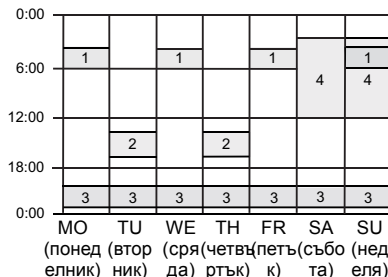 0:00
1 1 1 1
6:00 4 4
12:00
2 2
18:00
3 3 3 3 3 3 3
0:00
MO TU WE TH FR SA SU
(понед (втор (сря (четвъ (петъ (събо (нед
елник) ник) да) ртък) к) та) еля)